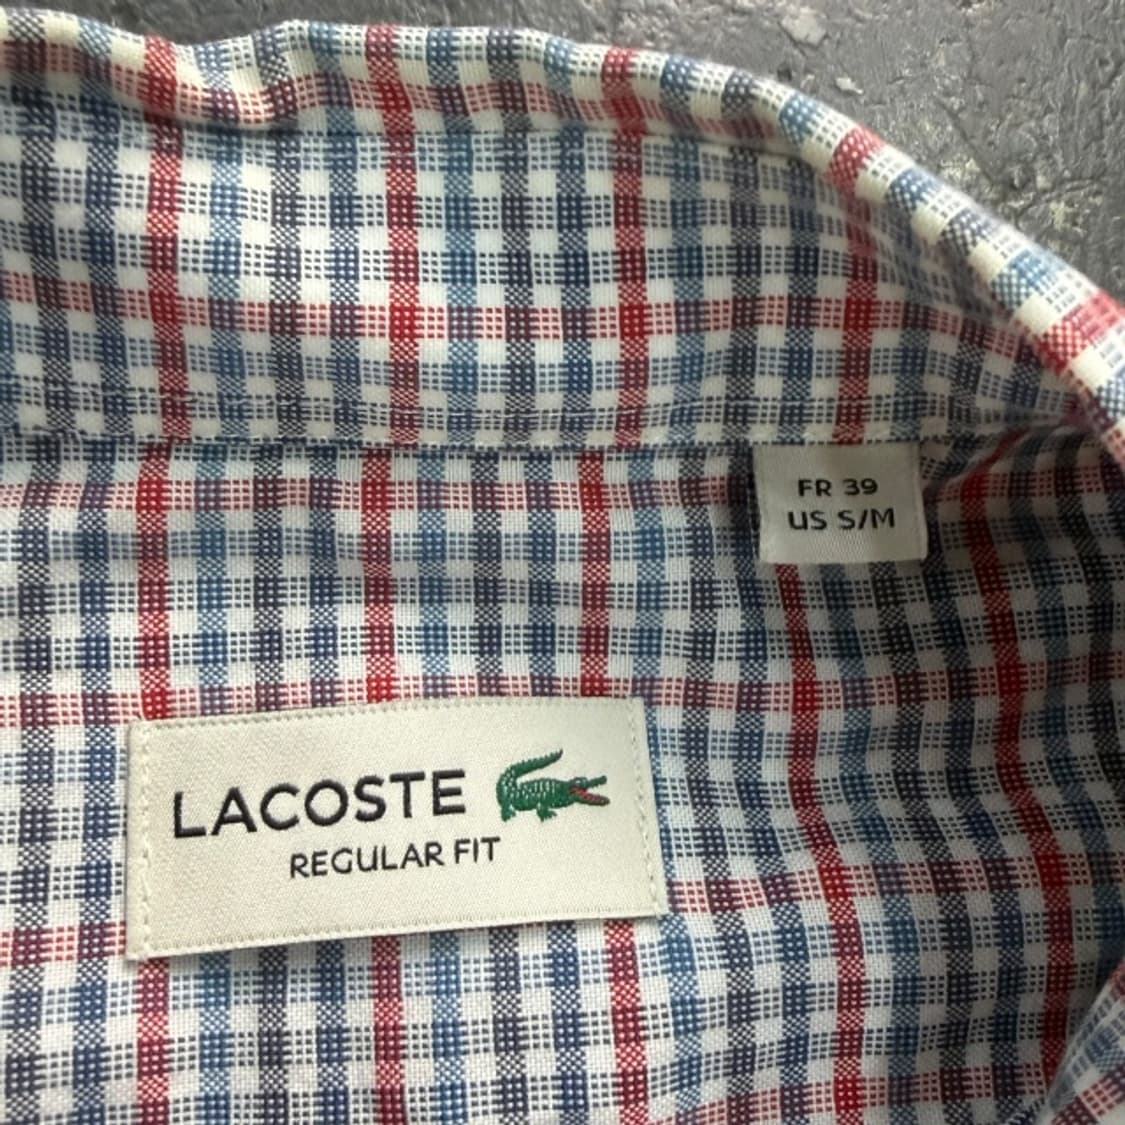 FR 39
US S/M
LACOSTE
REGULAR FIT